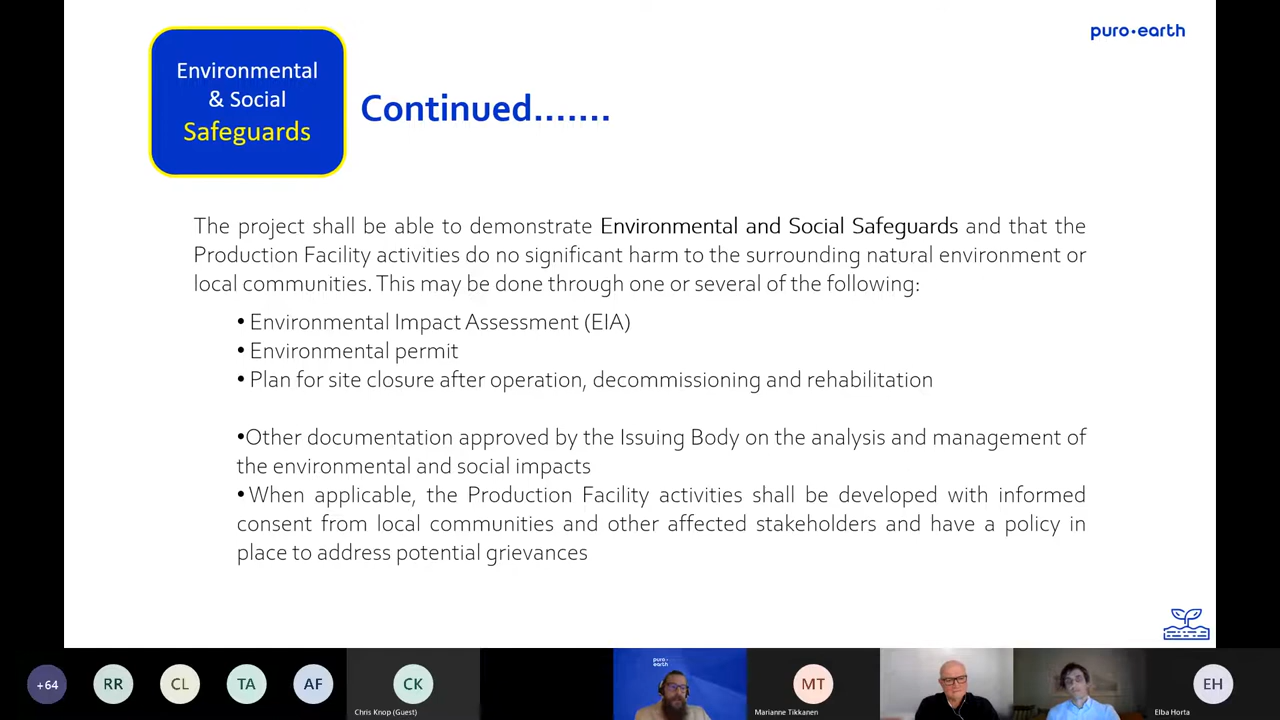 puro·earth
Environmental
& Social
Safeguards
Continued.......
The project shall be able to demonstrate Environmental and Social Safeguards and that the
Production Facility activities do no significant harm to the surrounding natural environment or
local communities. This may be done through one or several of the following:
• Environmental Impact Assessment (EIA)
• Environmental permit
• Plan for site closure after operation, decommissioning and rehabilitation
•Other documentation approved by the Issuing Body on the analysis and management of
the environmental and social impacts
• When applicable, the Production Facility activities shall be developed with informed
consent from local communities and other affected stakeholders and have a policy in
place to address potential grievances
+64
RR
CL
TA
AF
CK
Chris Knop (Guest)
puro·
earth
MT
Marianne Tikkanen
EH
Elba Horta